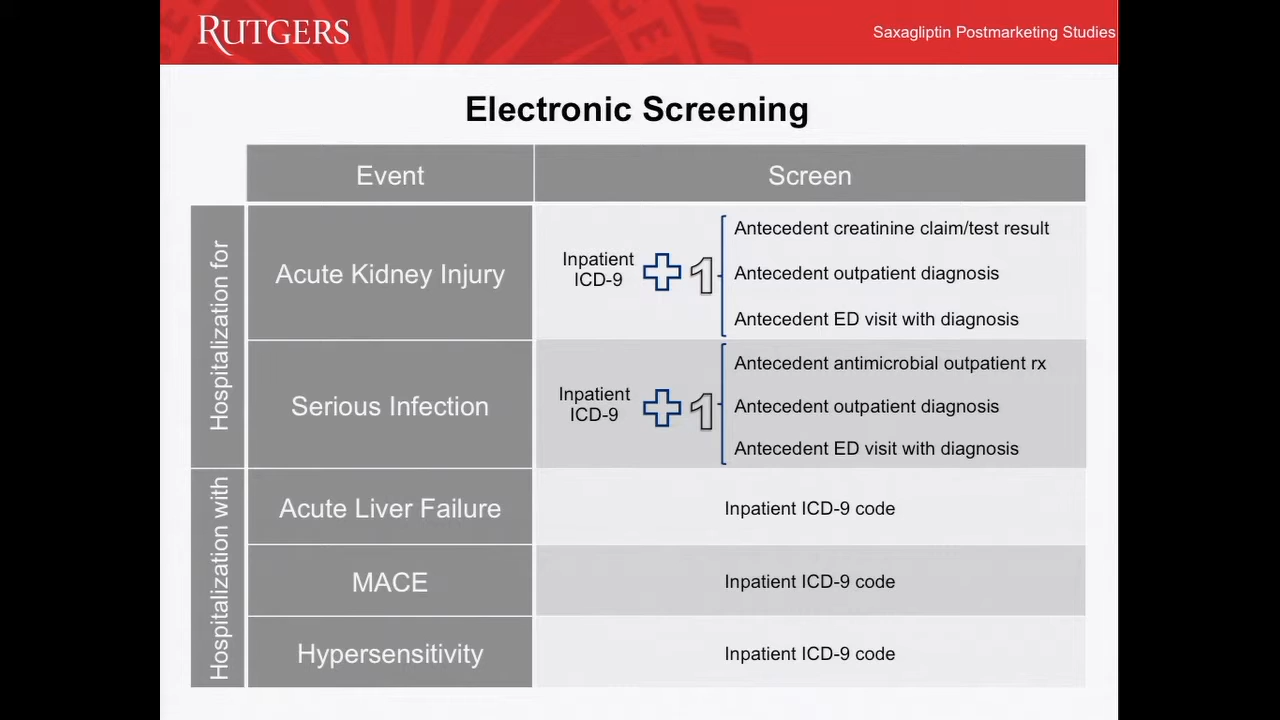 RUTGERS
Saxagliptin Postmarketing Studies
Electronic Screening
Event
Screen
Hospitalization for
Acute Kidney Injury
Inpatient
ICD-9
1
Antecedent creatinine claim/test result
Antecedent outpatient diagnosis
Antecedent ED visit with diagnosis
Serious Infection
Inpatient
ICD-9
1
Antecedent antimicrobial outpatient rx
Antecedent outpatient diagnosis
Antecedent ED visit with diagnosis
Hospitalization with
Acute Liver Failure
Inpatient ICD-9 code
MACE
Inpatient ICD-9 code
Hypersensitivity
Inpatient ICD-9 code